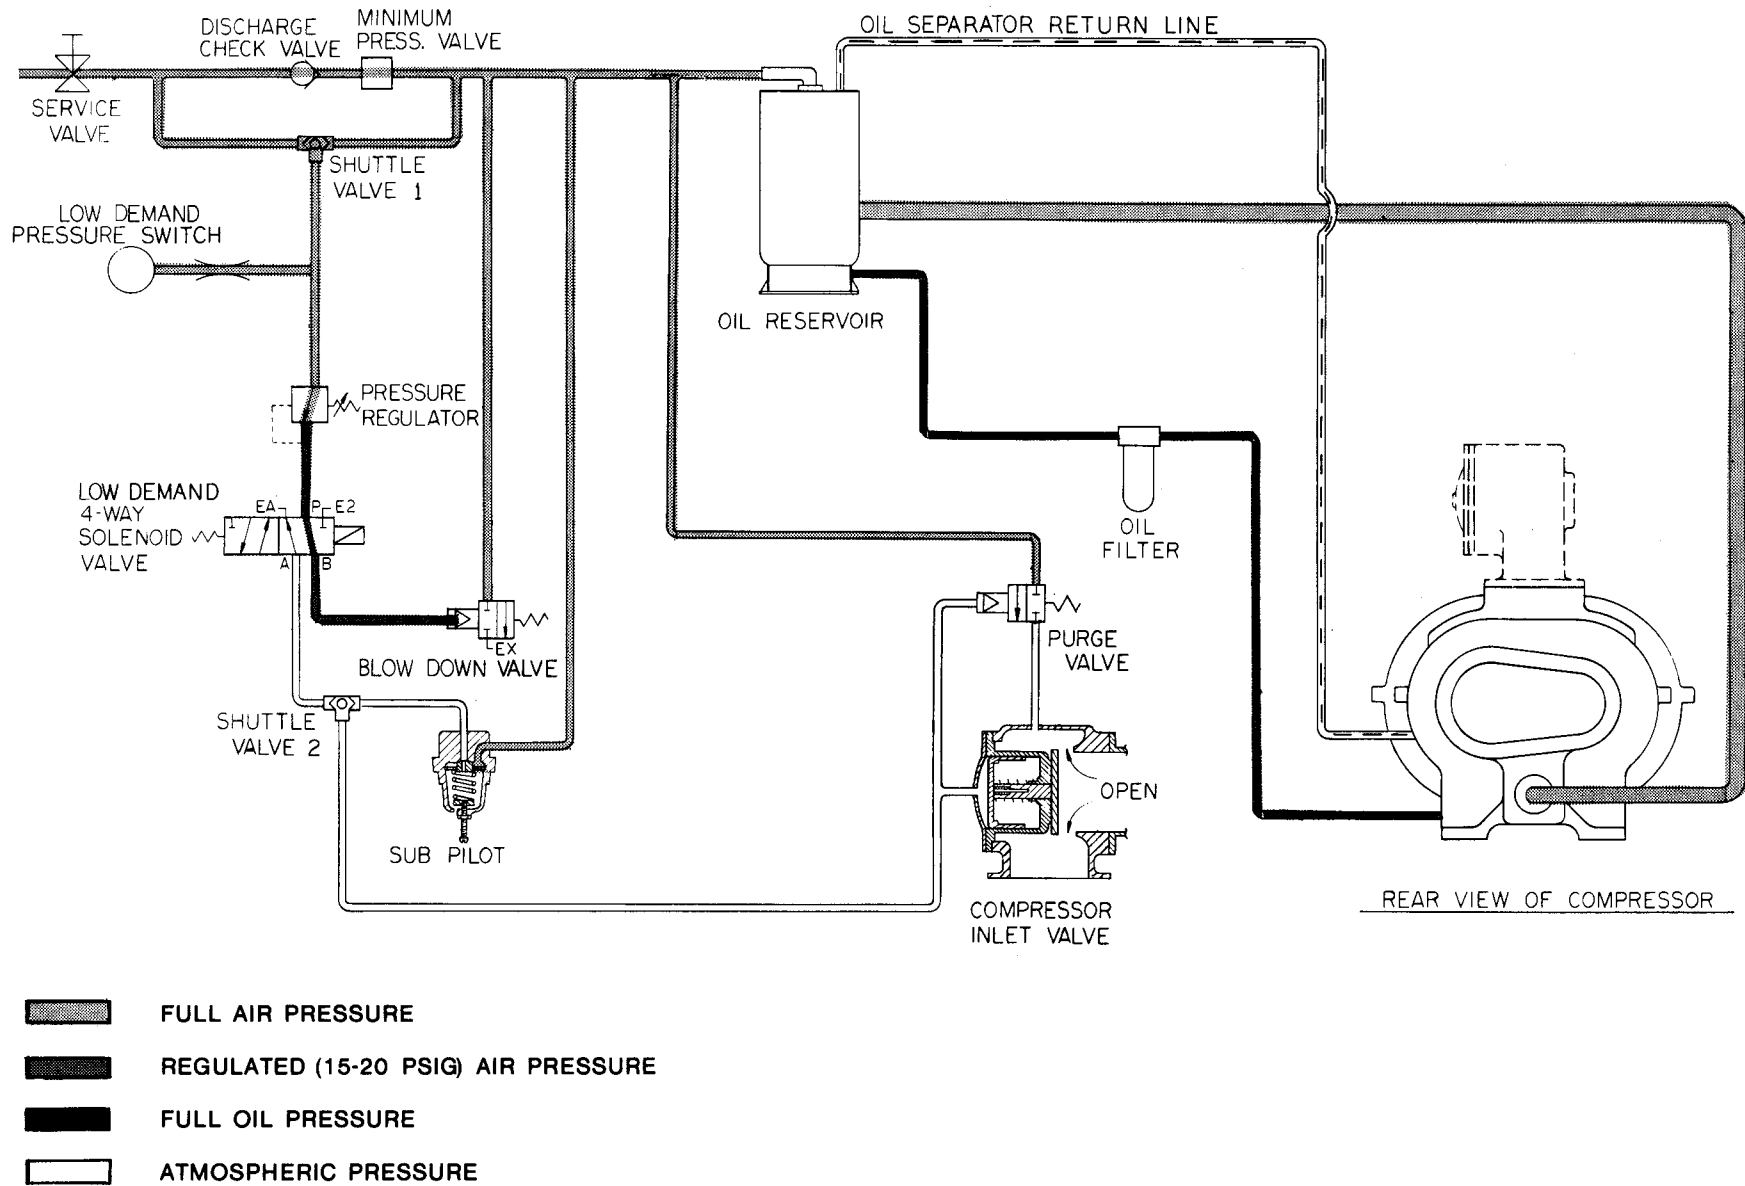 DISCHARGE
CHECK VALVE
MINIMUM
PRESS. VALVE
OIL SEPARATOR RETURN LINE
SERVICE
VALVE
SHUTTLE
VALVE 1
LOW DEMAND
PRESSURE SWITCH
OIL RESERVOIR
PRESSURE
REGULATOR
LOW DEMAND
4-WAY
SOLENOID
VALVE
EA
P
E2
A
B
OIL
FILTER
EX
BLOW DOWN VALVE
PURGE
VALVE
SHUTTLE
VALVE 2
OPEN
SUB PILOT
COMPRESSOR
INLET VALVE
REAR VIEW OF COMPRESSOR
FULL AIR PRESSURE
REGULATED (15-20 PSIG) AIR PRESSURE
FULL OIL PRESSURE
ATMOSPHERIC PRESSURE